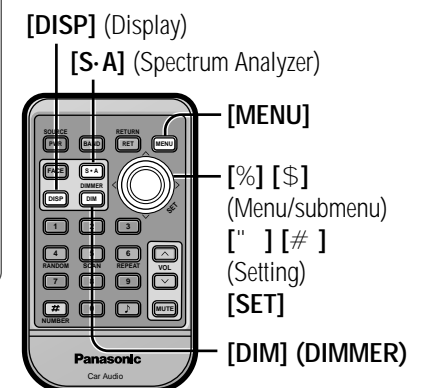 [DISP] (Display)
[S·A] (Spectrum Analyzer)
[MENU]
[%] [$]
(Menu/submenu)
[" ] [# ]
(Setting)
[SET]
[DIM] (DIMMER)
SOURCE RETURN
PWR BAND RET MENU
FACE S•A
DIMMER
DISP DIM
SET
1 2 3
4 5 6
RANDOM SCAN REPEAT VOL
7 8 9
# 0 ♪ MUTE
NUMBER
Panasonic
Car Audio